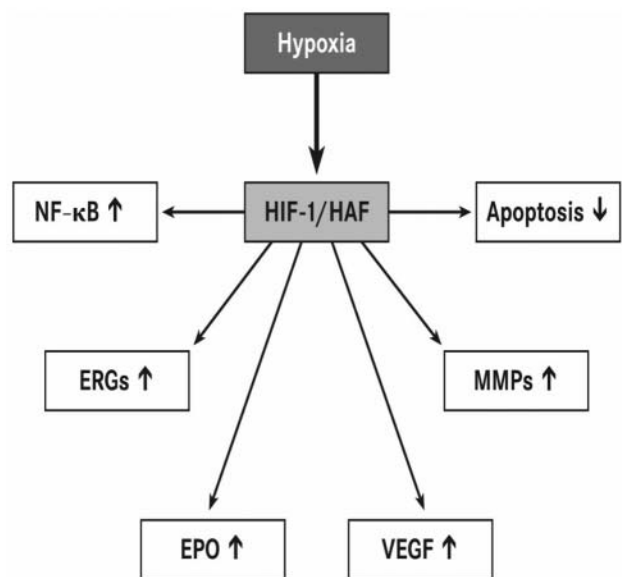 Hypoxia
NF-κB ↑
HIF-1/HAF
Apoptosis ↓
ERGs ↑
MMPs ↑
EPO ↑
VEGF ↑